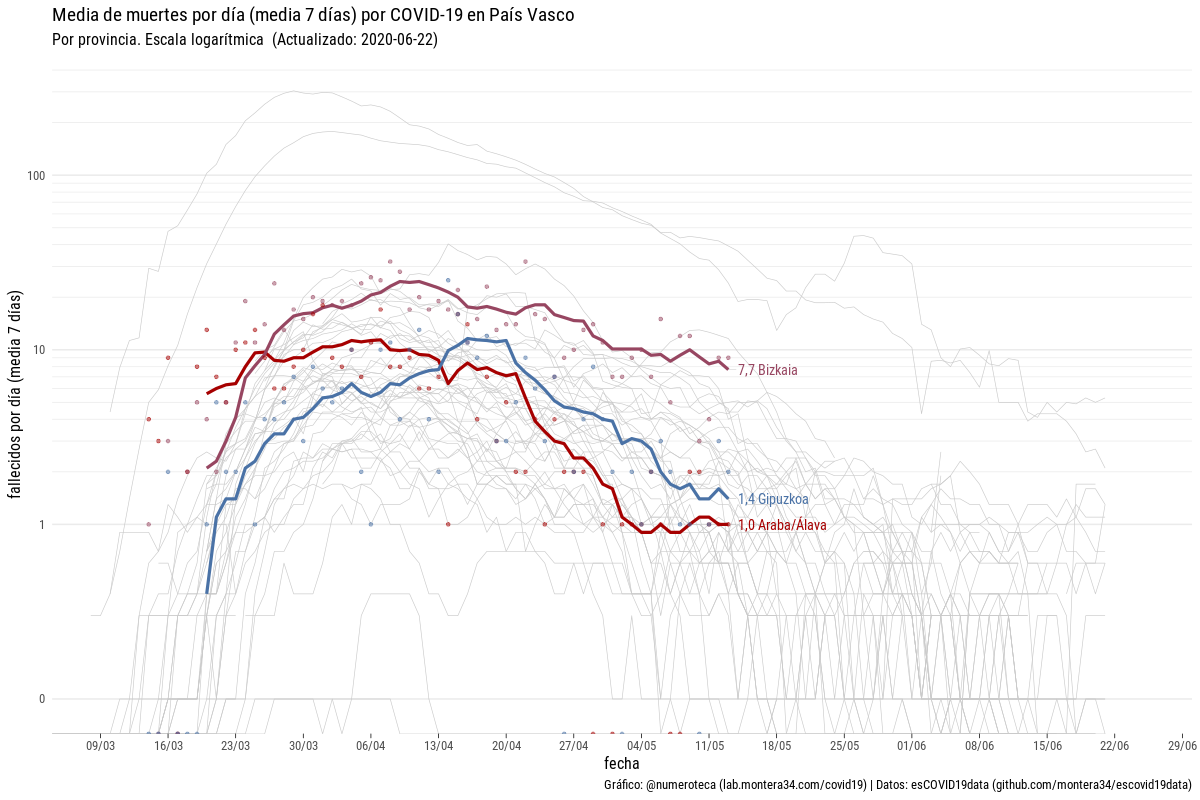 Media de muertes por día (media 7 días) por COVID-19 en País Vasco
Por provincia. Escala logarítmica (Actualizado: 2020-06-22)
fallecidos por día (media 7 días)
100
10
1
0
7,7 Bizkaia
1,4 Gipuzkoa
1,0 Araba/Álava
09/03 16/03 23/03 30/03 06/04 13/04 20/04 27/04 04/05 11/05 18/05 25/05 01/06 08/06 15/06 22/06 29/06
fecha
Gráfico: @numeroteca (lab.montera34.com/covid19) | Datos: esCOVID19data (github.com/montera34/escovid19data)